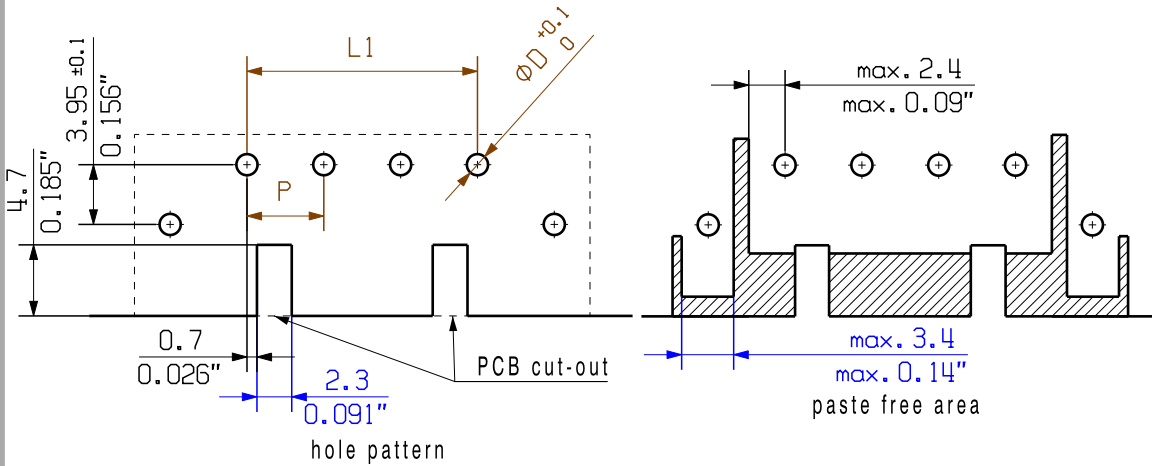 L1
ΦD +0.1
0
3.95 ±0.1
0.156"
4.7
0.185"
P
0.7
0.026"
2.3
0.091"
PCB cut-out
hole pattern
max. 2.4
max. 0.09"
max. 3.4
max. 0.14"
paste free area